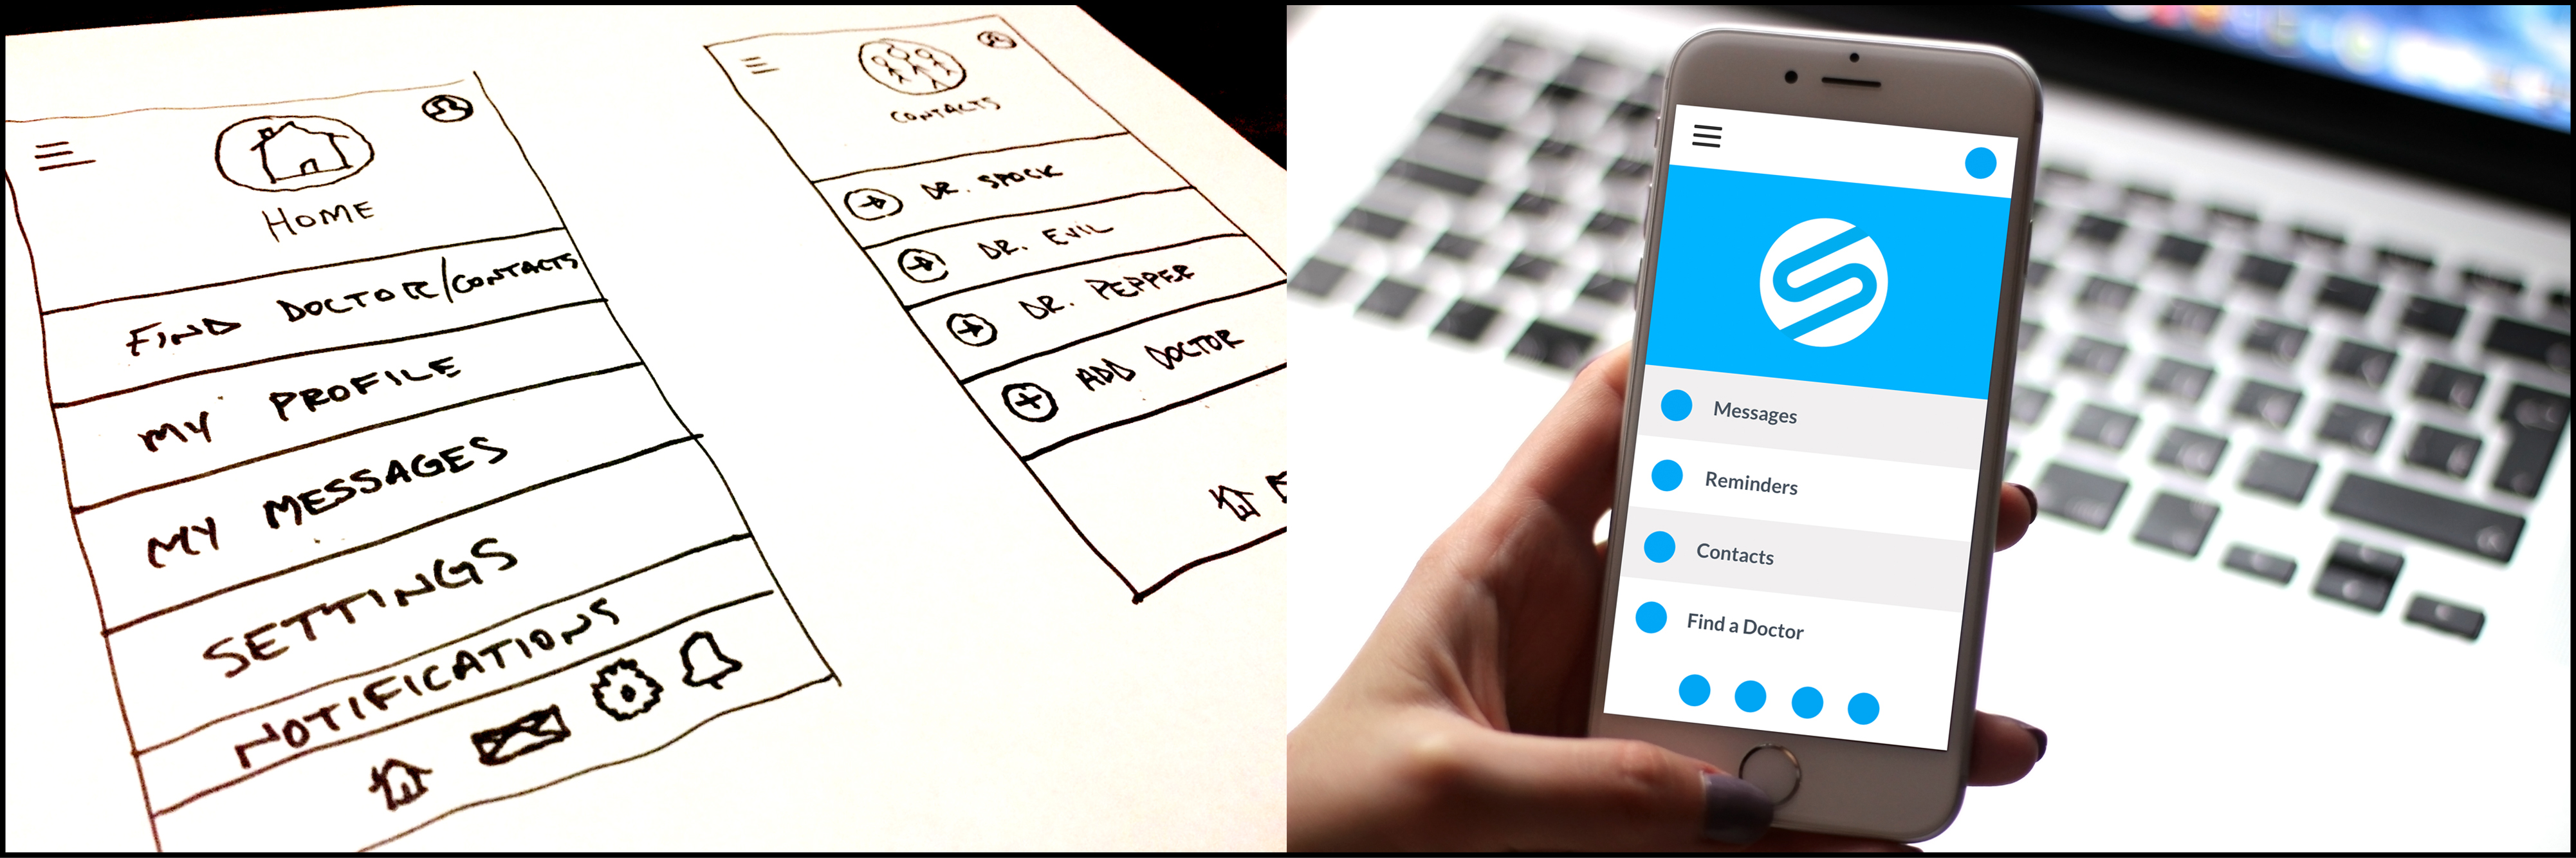 HOME
FIND DOCTOR/CONTACTS
MY PROFILE
MY MESSAGES
SETTINGS
NOTIFICATIONS
CONTACTS
DR. SPOCK
DR. EVIL
DR. PEPPER
ADD DOCTOR
Messages
Reminders
Contacts
Find a Doctor